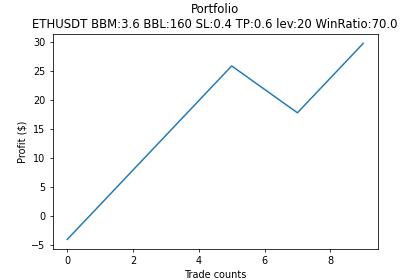 Portfolio
ETHUSDT BBM:3.6 BBL:160 SL:0.4 TP:0.6 lev:20 WinRatio:70.0
30
25
20
15
10
5
0
−5
Profit ($)
0 2 4 6 8
Trade counts